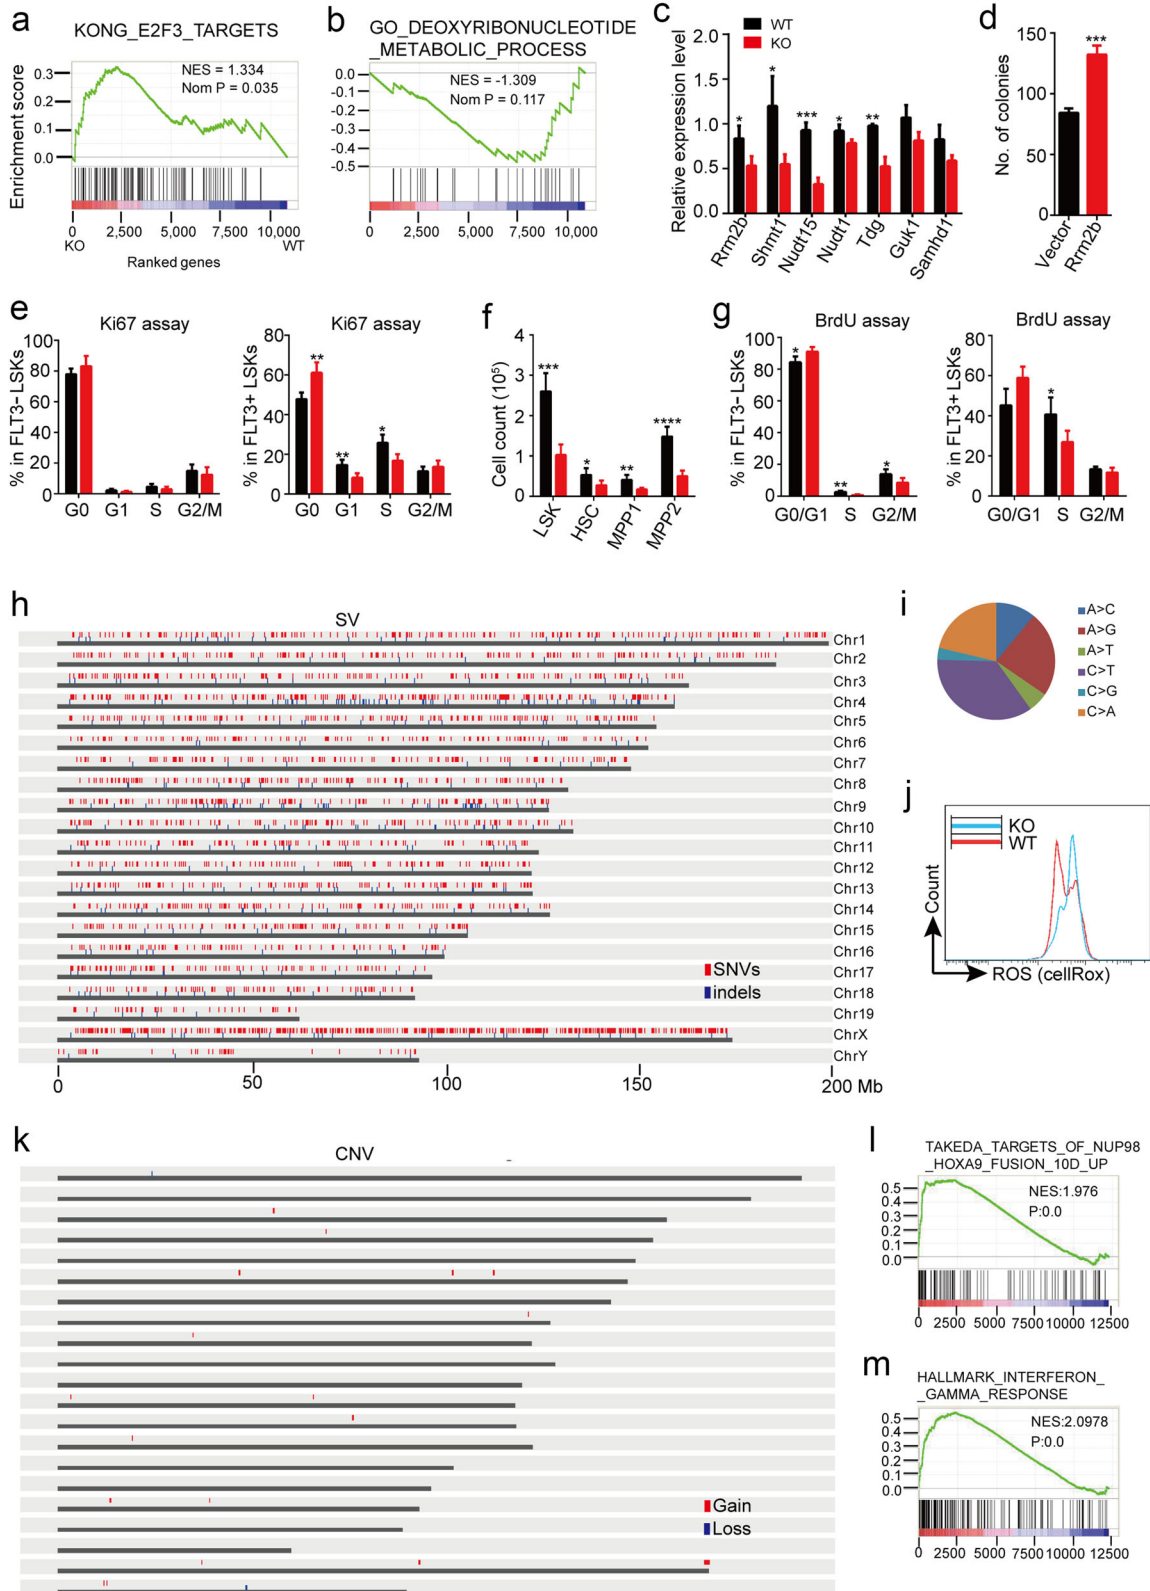 a
KONG_E2F3_TARGETS
Enrichment score
0.3
0.2
0.1
0.0
NES = 1.334
Nom P = 0.035
0
2,500
5,000
7,500
10,000
KO
WT
Ranked genes
b
GO_DEOXYRIBONUCLEOTIDE
_METABOLIC_PROCESS
0.0
-0.1
-0.2
-0.3
-0.4
-0.5
NES = -1.309
Nom P = 0.117
0
2,500
5,000
7,500
10,000
c
WT
KO
Relative expression level
2.0
1.5
1.0
0.5
0.0
*
*
***
*
**
Rrm2b
Shmt1
Nudt15
Nudt1
Tdg
Guk1
Samhd1
d
No. of colonies
150
100
50
0
***
Vector
Rrm2b
e
Ki67 assay
% in FLT3- LSKs
100
80
60
40
20
0
G0
G1
S
G2/M
Ki67 assay
% in FLT3+ LSKs
80
60
40
20
0
**
**
*
G0
G1
S
G2/M
f
Cell count (10⁵)
4
3
2
1
0
***
*
**
****
LSK
HSC
MPP1
MPP2
g
BrdU assay
% in FLT3- LSKs
100
80
60
40
20
0
*
**
*
G0/G1
S
G2/M
BrdU assay
% in FLT3+ LSKs
80
60
40
20
0
*
G0/G1
S
G2/M
h
SV
Chr1
Chr2
Chr3
Chr4
Chr5
Chr6
Chr7
Chr8
Chr9
Chr10
Chr11
Chr12
Chr13
Chr14
Chr15
Chr16
Chr17
Chr18
Chr19
ChrX
ChrY
SNVs
indels
0
50
100
150
200 Mb
i
A>C
A>G
A>T
C>T
C>G
C>A
j
KO
WT
Count
ROS (cellRox)
k
CNV
Gain
Loss
l
TAKEDA_TARGETS_OF_NUP98
_HOXA9_FUSION_10D_UP
0.5
0.4
0.3
0.2
0.1
0.0
NES:1.976
P:0.0
0
2500
5000
7500
10000
12500
m
HALLMARK_INTERFERON_
GAMMA_RESPONSE
0.5
0.4
0.3
0.2
0.1
0.0
NES:2.0978
P:0.0
0
2500
5000
7500
10000
12500